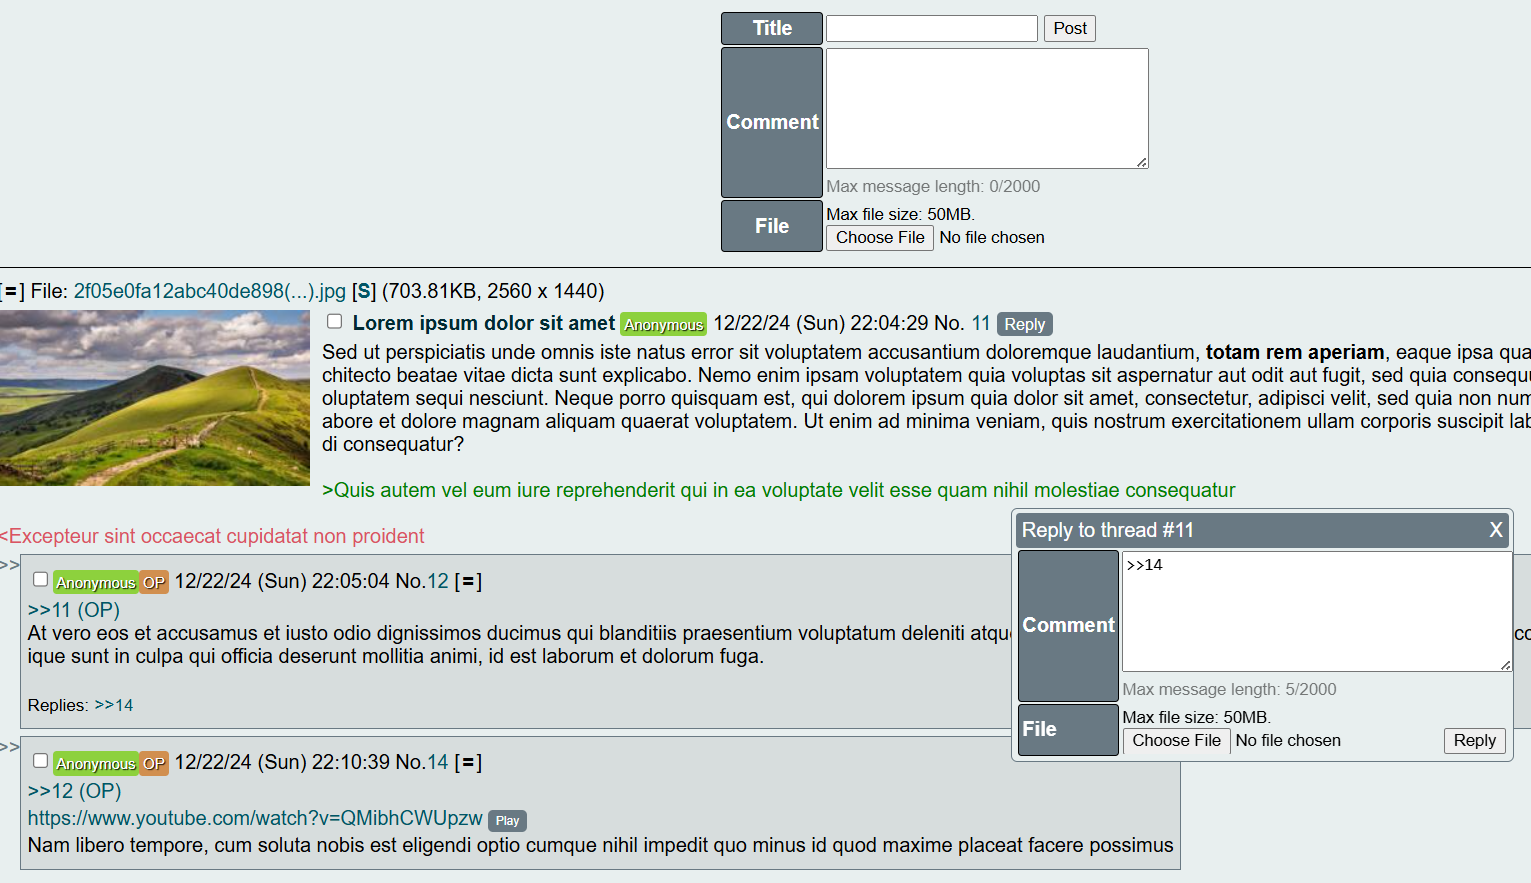 Title
Post
Comment
Max message length: 0/2000
File
Max file size: 50MB.
Choose File No file chosen
[=] File: 2f05e0fa12abc40de898(...).jpg [S] (703.81KB, 2560 x 1440)
Lorem ipsum dolor sit amet Anonymous 12/22/24 (Sun) 22:04:29 No. 11 Reply
Sed ut perspiciatis unde omnis iste natus error sit voluptatem accusantium doloremque laudantium, totam rem aperiam, eaque ipsa qua
chitecto beatae vitae dicta sunt explicabo. Nemo enim ipsam voluptatem quia voluptas sit aspernatur aut odit aut fugit, sed quia consequ
oluptatem sequi nesciunt. Neque porro quisquam est, qui dolorem ipsum quia dolor sit amet, consectetur, adipisci velit, sed quia non num
abore et dolore magnam aliquam quaerat voluptatem. Ut enim ad minima veniam, quis nostrum exercitationem ullam corporis suscipit lab
di consequatur?
>Quis autem vel eum iure reprehenderit qui in ea voluptate velit esse quam nihil molestiae consequatur
<Excepteur sint occaecat cupidatat non proident
>>
Anonymous OP 12/22/24 (Sun) 22:05:04 No.12 [=]
>>11 (OP)
At vero eos et accusamus et iusto odio dignissimos ducimus qui blanditiis praesentium voluptatum deleniti atqu
co
ique sunt in culpa qui officia deserunt mollitia animi, id est laborum et dolorum fuga.
Replies: >>14
>>
Anonymous OP 12/22/24 (Sun) 22:10:39 No.14 [=]
>>12 (OP)
https://www.youtube.com/watch?v=QMibhCWUpzw Play
Nam libero tempore, cum soluta nobis est eligendi optio cumque nihil impedit quo minus id quod maxime placeat facere possimus
Reply to thread #11 X
Comment
>>14
Max message length: 5/2000
File
Max file size: 50MB.
Choose File No file chosen
Reply